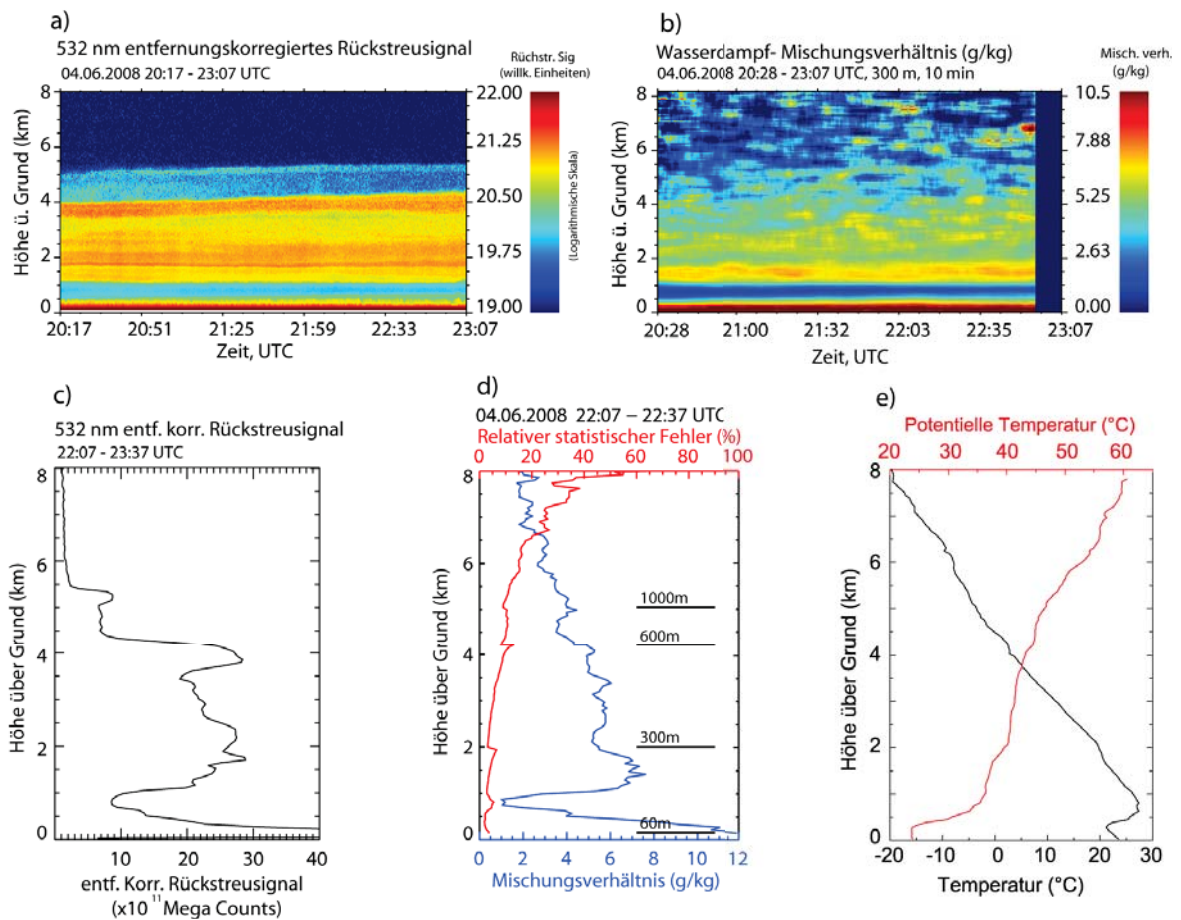 a)
532 nm entfernungskorregiertes Rückstreusignal
04.06.2008 20:17 - 23:07 UTC
Rüchstr. Sig
(willk. Einheiten)
Höhe ü. Grund (km)
8
6
4
2
0
20:17 20:51 21:25 21:59 22:33 23:07
Zeit, UTC
22.00
21.25
20.50
19.75
19.00
(Logarithmische Skala)
b)
Wasserdampf- Mischungsverhältnis (g/kg)
04.06.2008 20:28 - 23:07 UTC, 300 m, 10 min
Misch. verh.
(g/kg)
Höhe ü. Grund (km)
8
6
4
2
0
20:28 21:00 21:32 22:03 22:35 23:07
Zeit, UTC
10.5
7.88
5.25
2.63
0.00
c)
532 nm entf. korr. Rückstreusignal
22:07 - 23:37 UTC
Höhe über Grund (km)
8
6
4
2
0
10 20 30 40
entf. Korr. Rückstreusignal
(x10 11 Mega Counts)
d)
04.06.2008 22:07 – 22:37 UTC
Relativer statistischer Fehler (%)
0 20 40 60 80 100
Höhe über Grund (km)
8
6
4
2
0
1000m
600m
300m
60m
0 2 4 6 8 10 12
Mischungsverhältnis (g/kg)
e)
Potentielle Temperatur (°C)
20 30 40 50 60
Höhe über Grund (km)
8
6
4
2
0
-20 -10 0 10 20 30
Temperatur (°C)